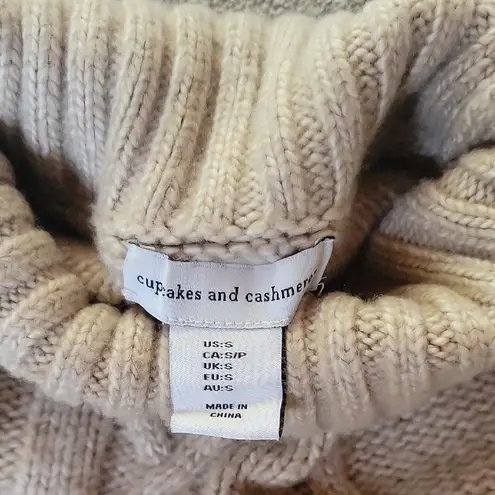 cupcakes and cashmere
US:S
CA:S/P
UK:S
EU:S
AU:S
MADE IN
CHINA